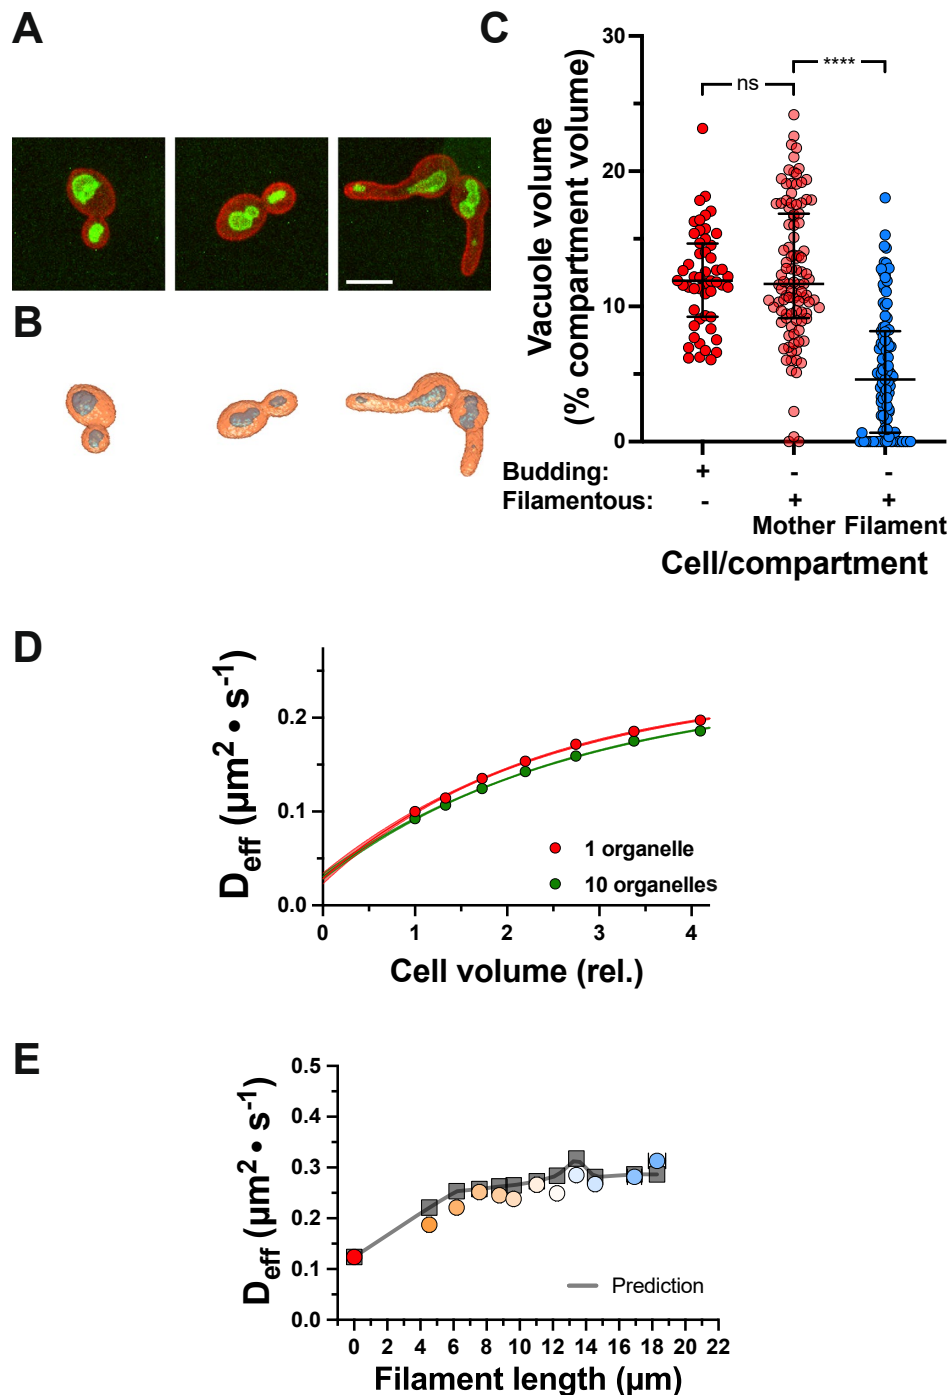 A
B
C
30
20
10
0
Vacuole volume
(% compartment volume)
ns
****
Budding: + - -
Filamentous: - + +
Mother Filament
Cell/compartment
D
0.2
0.1
0.0
D_eff (µm² • s⁻¹)
1 organelle
10 organelles
0 1 2 3 4
Cell volume (rel.)
E
0.5
0.4
0.3
0.2
0.1
0.0
D_eff (µm² • s⁻¹)
Prediction
0 2 4 6 8 10 12 14 16 18 20 22
Filament length (µm)